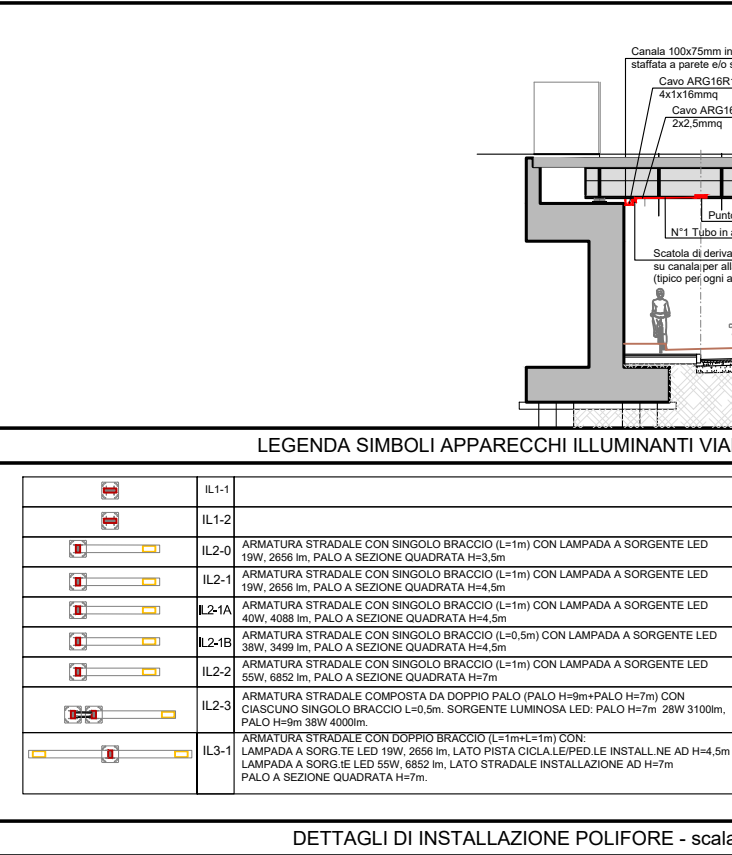 Canala 100x75mm in
staffata a parete e/o s
Cavo ARG16R1
4x1x16mmq
Cavo ARG16
2x2,5mmq
Punto
N°1 Tubo in a
Scatola di deriva
su canala per all
(tipico per ogni a
LEGENDA SIMBOLI APPARECCHI ILLUMINANTI VIA
IL1-1
IL1-2
IL2-0 ARMATURA STRADALE CON SINGOLO BRACCIO (L=1m) CON LAMPADA A SORGENTE LED
19W, 2656 lm, PALO A SEZIONE QUADRATA H=3,5m
IL2-1 ARMATURA STRADALE CON SINGOLO BRACCIO (L=1m) CON LAMPADA A SORGENTE LED
19W, 2656 lm, PALO A SEZIONE QUADRATA H=4,5m
IL2-1A ARMATURA STRADALE CON SINGOLO BRACCIO (L=1m) CON LAMPADA A SORGENTE LED
40W, 4088 lm, PALO A SEZIONE QUADRATA H=4,5m
IL2-1B ARMATURA STRADALE CON SINGOLO BRACCIO (L=0,5m) CON LAMPADA A SORGENTE LED
38W, 3499 lm, PALO A SEZIONE QUADRATA H=4,5m
IL2-2 ARMATURA STRADALE CON SINGOLO BRACCIO (L=1m) CON LAMPADA A SORGENTE LED
55W, 6852 lm, PALO A SEZIONE QUADRATA H=7m
IL2-3 ARMATURA STRADALE COMPOSTA DA DOPPIO PALO (PALO H=9m+PALO H=7m) CON
CIASCUNO SINGOLO BRACCIO L=0,5m. SORGENTE LUMINOSA LED: PALO H=7m 28W 3100lm,
PALO H=9m 38W 4000lm.
IL3-1 ARMATURA STRADALE CON DOPPIO BRACCIO (L=1m+L=1m) CON:
LAMPADA A SORG.TE LED 19W, 2656 lm, LATO PISTA CICLA.LE/PED.LE INSTALL.NE AD H=4,5m
LAMPADA A SORG.tE LED 55W, 6852 lm, LATO STRADALE INSTALLAZIONE AD H=7m
PALO A SEZIONE QUADRATA H=7m.
DETTAGLI DI INSTALLAZIONE POLIFORE - scala